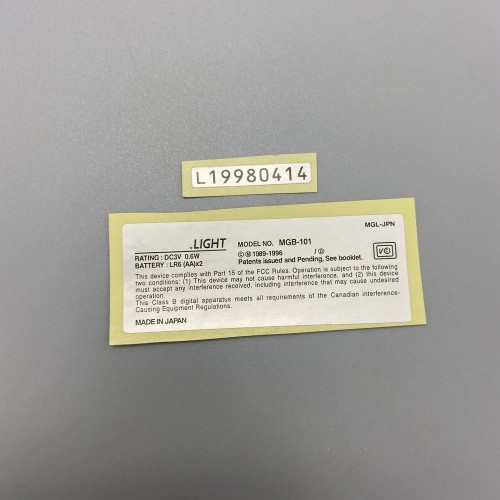 L19980414
MGL-JPN
LIGHT MODEL NO. MGB-101
RATING : DC3V 0.6W © Ⓜ 1989-1996 / Ⓓ
BATTERY : LR6 (AA)x2 Patents issued and Pending, See booklet. VCI
This device complies with Part 15 of the FCC Rules. Operation is subject to the following
two conditions: (1) This device may not cause harmful interference, and (2) this device
must accept any interference received, including interference that may cause undesired
operation.
This Class B digital apparatus meets all requirements of the Canadian Interference-
Causing Equipment Regulations.
MADE IN JAPAN